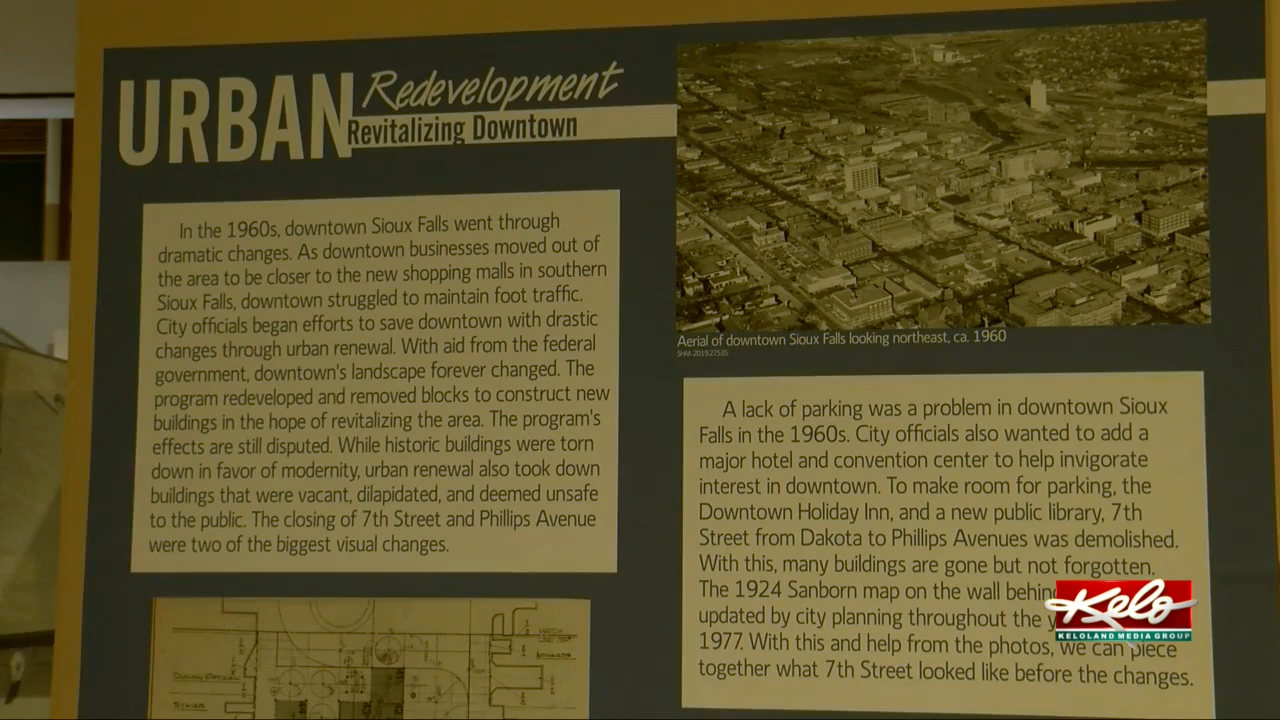 URBAN Redevelopment
Revitalizing Downtown
In the 1960s, downtown Sioux Falls went through
dramatic changes. As downtown businesses moved out of
the area to be closer to the new shopping malls in southern
Sioux Falls, downtown struggled to maintain foot traffic.
City officials began efforts to save downtown with drastic
changes through urban renewal. With aid from the federal
government, downtown's landscape forever changed. The
program redeveloped and removed blocks to construct new
buildings in the hope of revitalizing the area. The program's
effects are still disputed. While historic buildings were torn
down in favor of modernity, urban renewal also took down
buildings that were vacant, dilapidated, and deemed unsafe
to the public. The closing of 7th Street and Phillips Avenue
were two of the biggest visual changes.
Aerial of downtown Sioux Falls looking northeast, ca. 1960
SHM 2019.27.535
A lack of parking was a problem in downtown Sioux
Falls in the 1960s. City officials also wanted to add a
major hotel and convention center to help invigorate
interest in downtown. To make room for parking, the
Downtown Holiday Inn, and a new public library, 7th
Street from Dakota to Phillips Avenues was demolished.
With this, many buildings are gone but not forgotten.
The 1924 Sanborn map on the wall behin
updated by city planning throughout the y
1977. With this and help from the photos, we can piece
together what 7th Street looked like before the changes.
Kelo
KELOLAND MEDIA GROUP